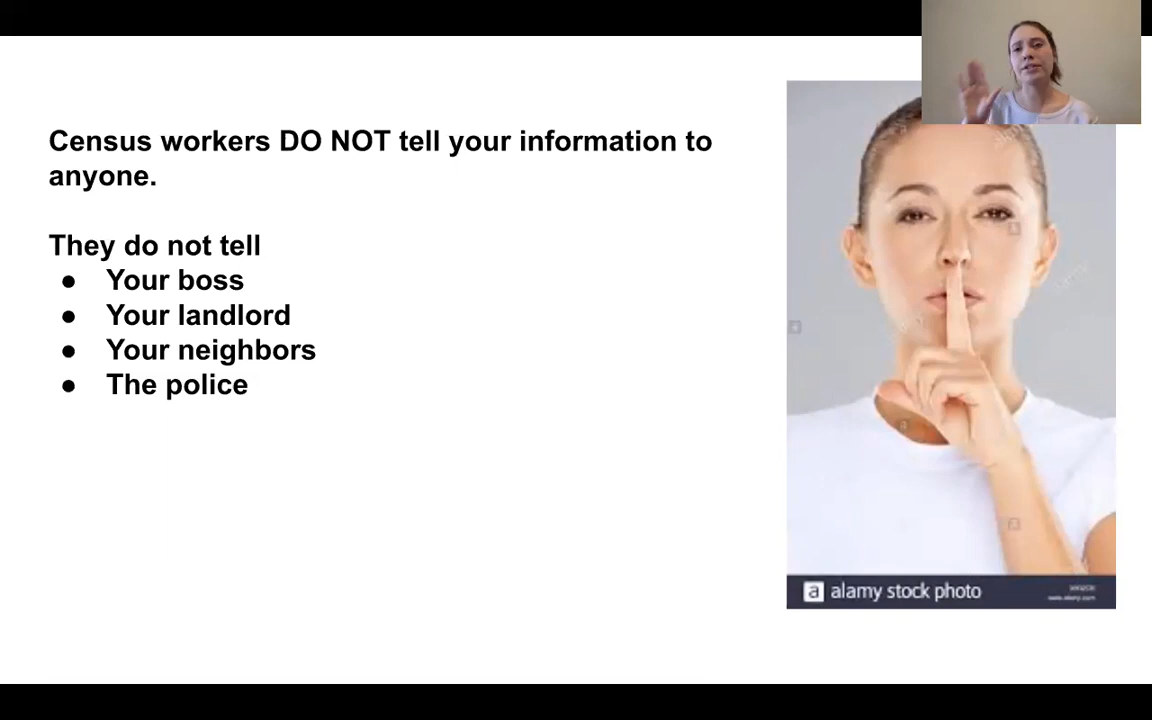 Census workers DO NOT tell your information to
anyone.
They do not tell
● Your boss
● Your landlord
● Your neighbors
● The police
a alamy stock photo